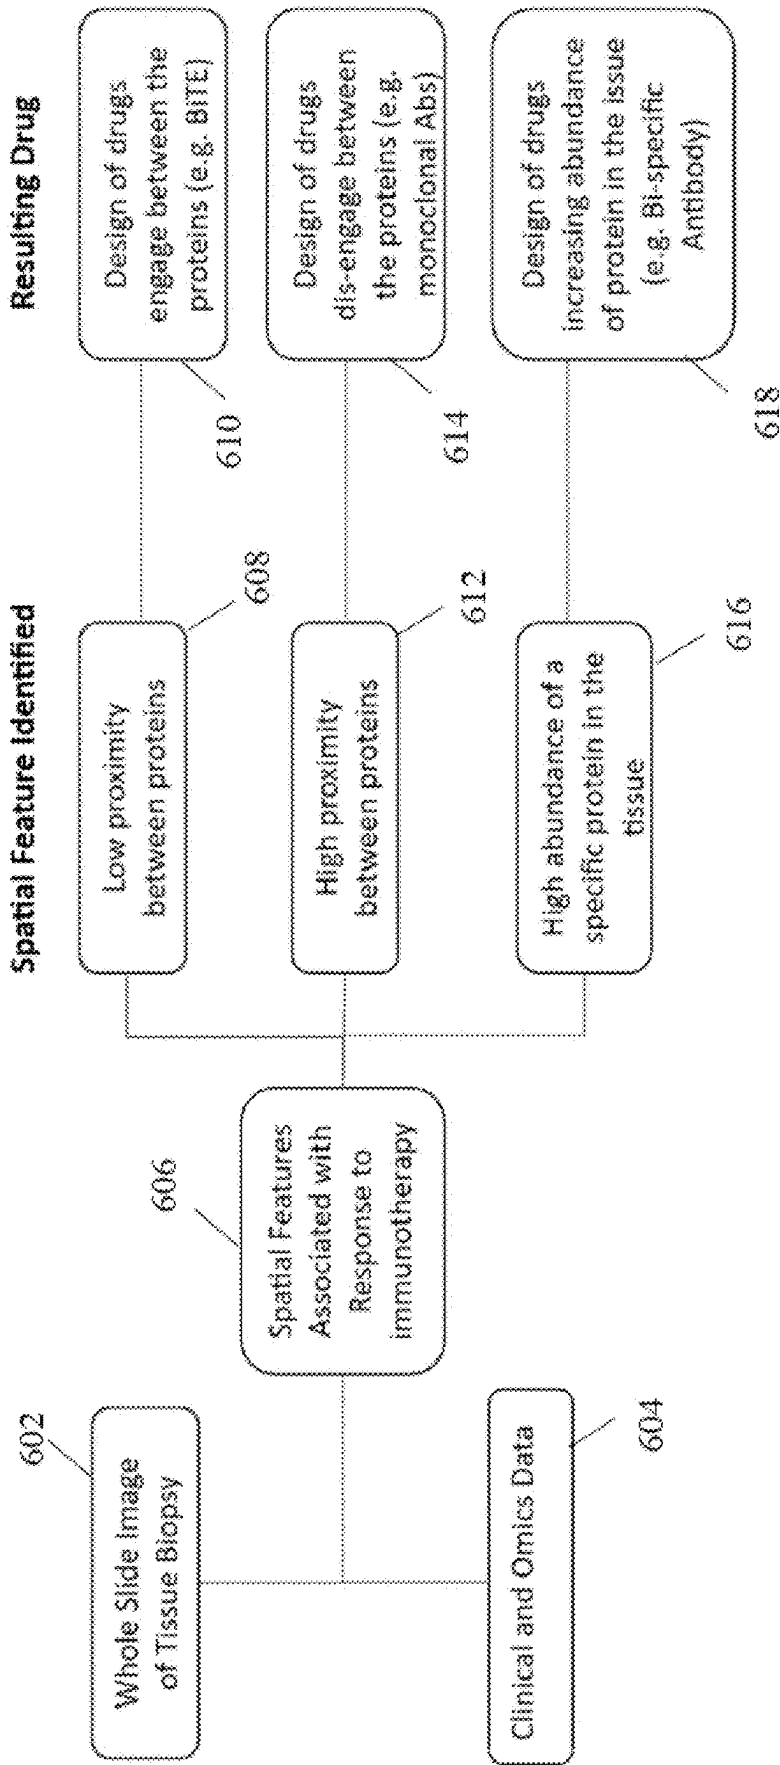 Spatial Feature Identified
Resulting Drug
602
Whole Slide Image
of Tissue Biopsy
Clinical and Omics Data
604
606
Spatial Features
Associated with
Response to
immunotherapy
Low proximity
between proteins
608
High proximity
between proteins
612
High abundance of a
specific protein in the
tissue
616
Design of drugs
engage between the
proteins (e.g. BiTE)
610
Design of drugs
dis-engage between
the proteins (e.g.
monoclonal Abs)
614
Design of drugs
increasing abundance
of protein in the issue
(e.g. Bi-specific
Antibody)
618